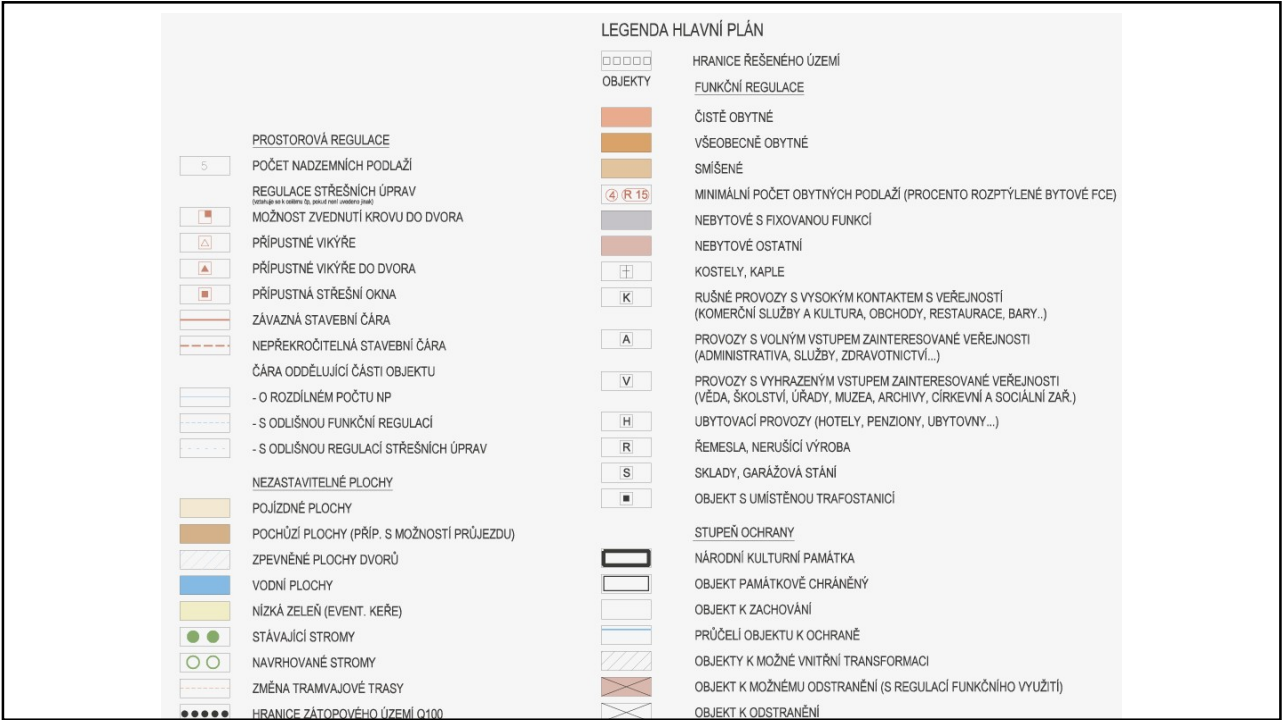 PROSTOROVÁ REGULACE
5
POČET NADZEMNÍCH PODLAŽÍ
REGULACE STŘEŠNÍCH ÚPRAV
(vztahuje se k celému čp, pokud není uvedeno jinak)
MOŽNOST ZVEDNUTÍ KROVU DO DVORA
PŘÍPUSTNÉ VIKÝŘE
PŘÍPUSTNÉ VIKÝŘE DO DVORA
PŘÍPUSTNÁ STŘEŠNÍ OKNA
ZÁVAZNÁ STAVEBNÍ ČÁRA
NEPŘEKROČITELNÁ STAVEBNÍ ČÁRA
ČÁRA ODDĚLUJÍCÍ ČÁSTI OBJEKTU
- O ROZDÍLNÉM POČTU NP
- S ODLIŠNOU FUNKČNÍ REGULACÍ
- S ODLIŠNOU REGULACÍ STŘEŠNÍCH ÚPRAV
NEZASTAVITELNÉ PLOCHY
POJÍZDNÉ PLOCHY
POCHŮZÍ PLOCHY (PŘÍP. S MOŽNOSTÍ PRŮJEZDU)
ZPEVNĚNÉ PLOCHY DVORŮ
VODNÍ PLOCHY
NÍZKÁ ZELEŇ (EVENT. KEŘE)
STÁVAJÍCÍ STROMY
NAVRHOVANÉ STROMY
ZMĚNA TRAMVAJOVÉ TRASY
HRANICE ZÁTOPOVÉHO ÚZEMÍ Q100
LEGENDA HLAVNÍ PLÁN
HRANICE ŘEŠENÉHO ÚZEMÍ
OBJEKTY
FUNKČNÍ REGULACE
ČISTĚ OBYTNÉ
VŠEOBECNĚ OBYTNÉ
SMÍŠENÉ
4 R 15
MINIMÁLNÍ POČET OBYTNÝCH PODLAŽÍ (PROCENTO ROZPTÝLENÉ BYTOVÉ FCE)
NEBYTOVÉ S FIXOVANOU FUNKCÍ
NEBYTOVÉ OSTATNÍ
KOSTELY, KAPLE
K
RUŠNÉ PROVOZY S VYSOKÝM KONTAKTEM S VEŘEJNOSTÍ
(KOMERČNÍ SLUŽBY A KULTURA, OBCHODY, RESTAURACE, BARY..)
A
PROVOZY S VOLNÝM VSTUPEM ZAINTERESOVANÉ VEŘEJNOSTI
(ADMINISTRATIVA, SLUŽBY, ZDRAVOTNICTVÍ...)
V
PROVOZY S VYHRAZENÝM VSTUPEM ZAINTERESOVANÉ VEŘEJNOSTI
(VĚDA, ŠKOLSTVÍ, ÚŘADY, MUZEA, ARCHIVY, CÍRKEVNÍ A SOCIÁLNÍ ZAŘ.)
H
UBYTOVACÍ PROVOZY (HOTELY, PENZIONY, UBYTOVNY...)
R
ŘEMESLA, NERUŠÍCÍ VÝROBA
S
SKLADY, GARÁŽOVÁ STÁNÍ
OBJEKT S UMÍSTĚNOU TRAFOSTANICÍ
STUPEŇ OCHRANY
NÁRODNÍ KULTURNÍ PAMÁTKA
OBJEKT PAMÁTKOVĚ CHRÁNĚNÝ
OBJEKT K ZACHOVÁNÍ
PRŮČELÍ OBJEKTU K OCHRANĚ
OBJEKTY K MOŽNÉ VNITŘNÍ TRANSFORMACI
OBJEKT K MOŽNÉMU ODSTRANĚNÍ (S REGULACÍ FUNKČNÍHO VYUŽITÍ)
OBJEKT K ODSTRANĚNÍ